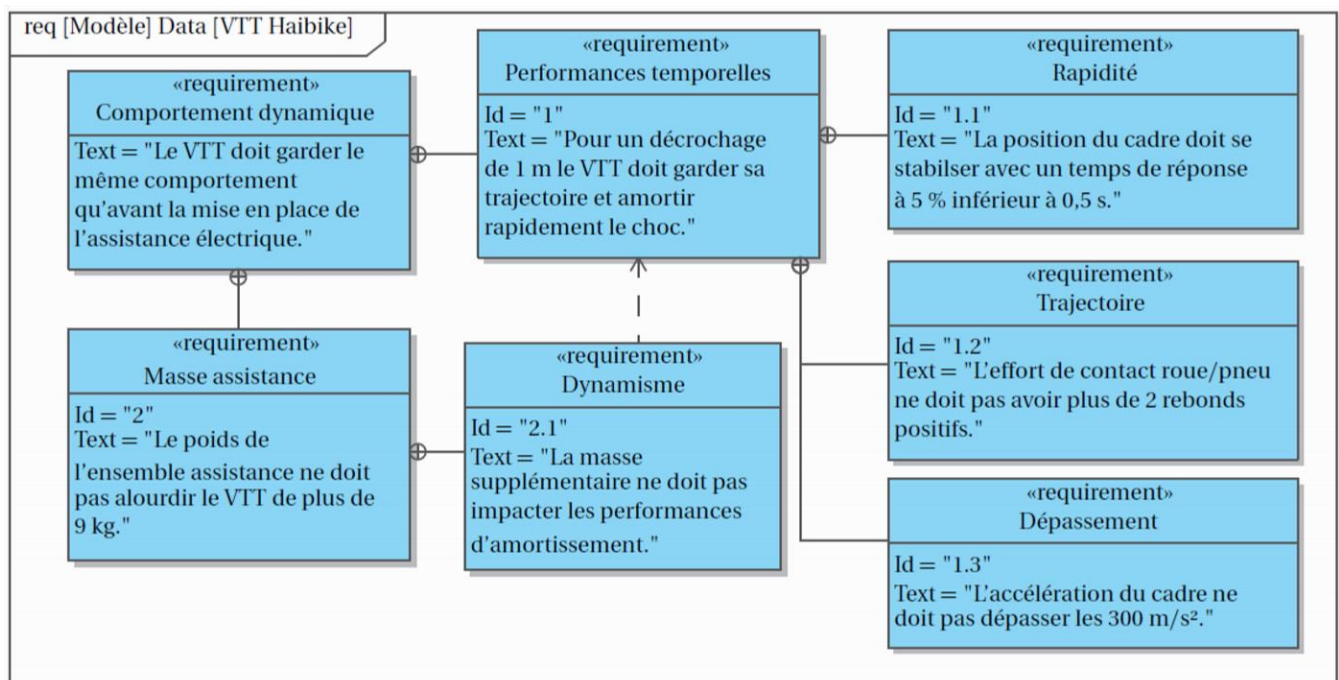 req [Modèle] Data [VTT Haibike]
«requirement»
Comportement dynamique
Text = "Le VTT doit garder le
même comportement
qu'avant la mise en place de
l'assistance électrique."
«requirement»
Performances temporelles
Id = "1"
Text = "Pour un décrochage
de 1 m le VTT doit garder sa
trajectoire et amortir
rapidement le choc."
«requirement»
Rapidité
Id = "1.1"
Text = "La position du cadre doit se
stabilser avec un temps de réponse
à 5 % inférieur à 0,5 s."
«requirement»
Masse assistance
Id = "2"
Text = "Le poids de
l'ensemble assistance ne doit
pas alourdir le VTT de plus de
9 kg."
«requirement»
Dynamisme
Id = "2.1"
Text = "La masse
supplémentaire ne doit pas
impacter les performances
d'amortissement."
«requirement»
Trajectoire
Id = "1.2"
Text = "L'effort de contact roue/pneu
ne doit pas avoir plus de 2 rebonds
positifs."
«requirement»
Dépassement
Id = "1.3"
Text = "L'accélération du cadre ne
doit pas dépasser les 300 m/s²."